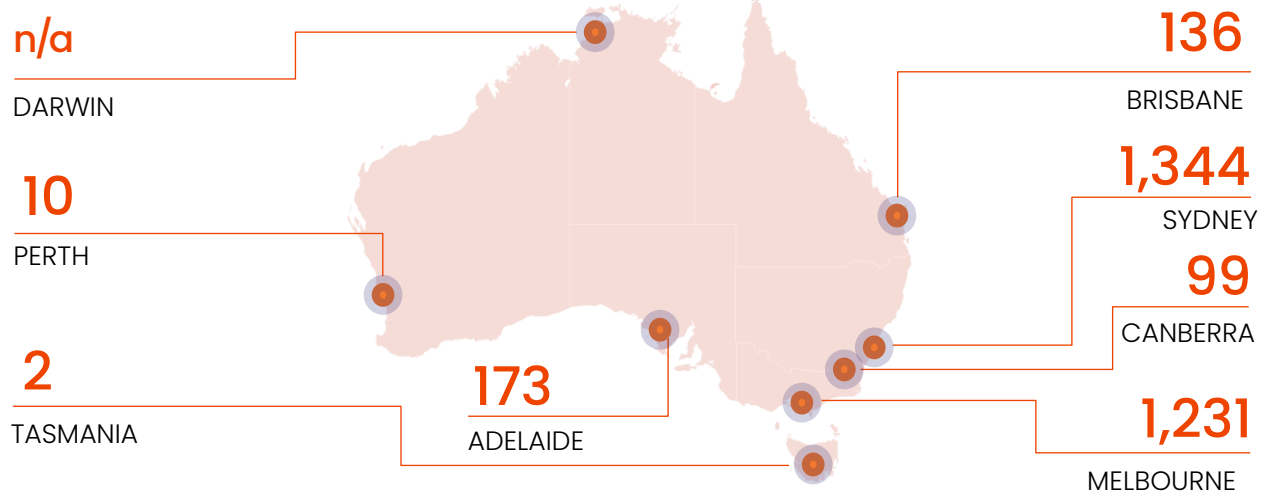 n/a
DARWIN
10
PERTH
2
TASMANIA
173
ADELAIDE
136
BRISBANE
1,344
SYDNEY
99
CANBERRA
1,231
MELBOURNE